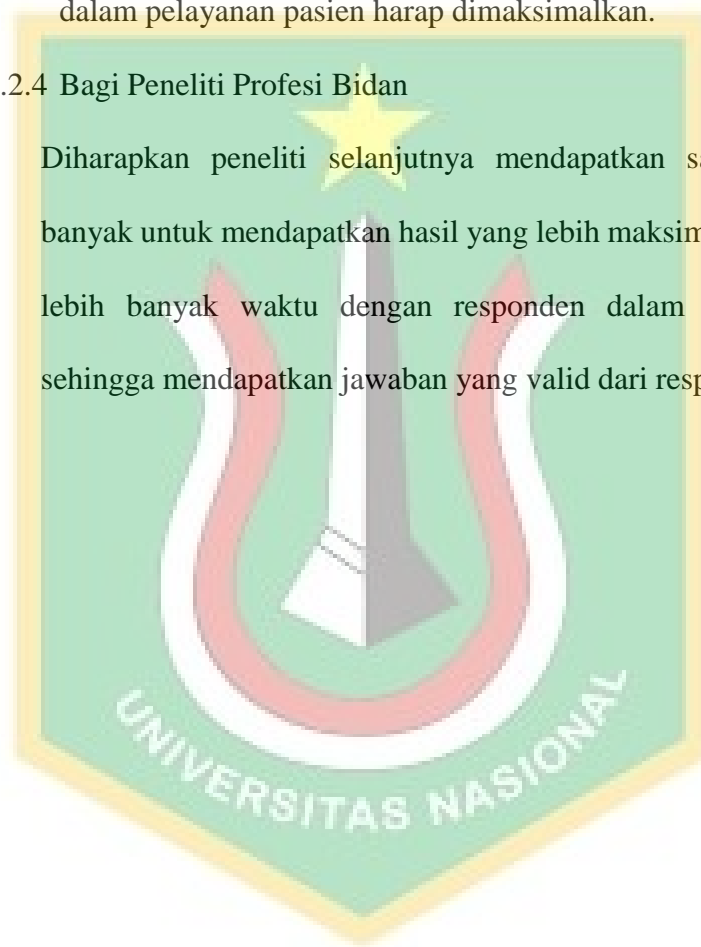 dalam pelayanan pasien harap dimaksimalkan.
.2.4 Bagi Peneliti Profesi Bidan
Diharapkan peneliti selanjutnya mendapatkan
banyak untuk mendapatkan hasil yang lebih
lebih banyak waktu dengan responden dalam
sehingga mendapatkan jawaban yang valid dari
UNIVERSITAS NASIONAL